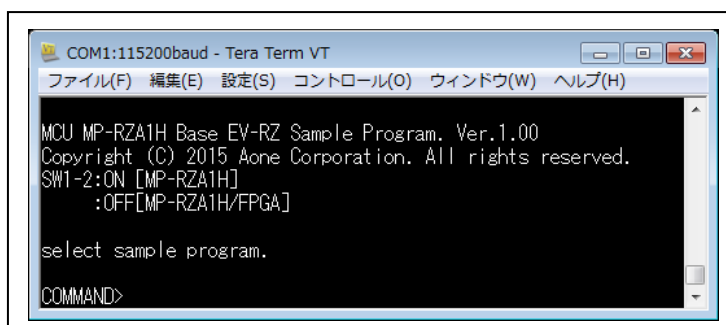 COM1:115200baud - Tera Term VT
ファイル(F) 編集(E) 設定(S) コントロール(O) ウィンドウ(W) ヘルプ(H)
MCU MP-RZA1H Base EV-RZ Sample Program. Ver.1.00
Copyright (C) 2015 Aone Corporation. All rights reserved.
SW1-2:ON [MP-RZA1H]
:OFF[MP-RZA1H/FPGA]
select sample program.
COMMAND>